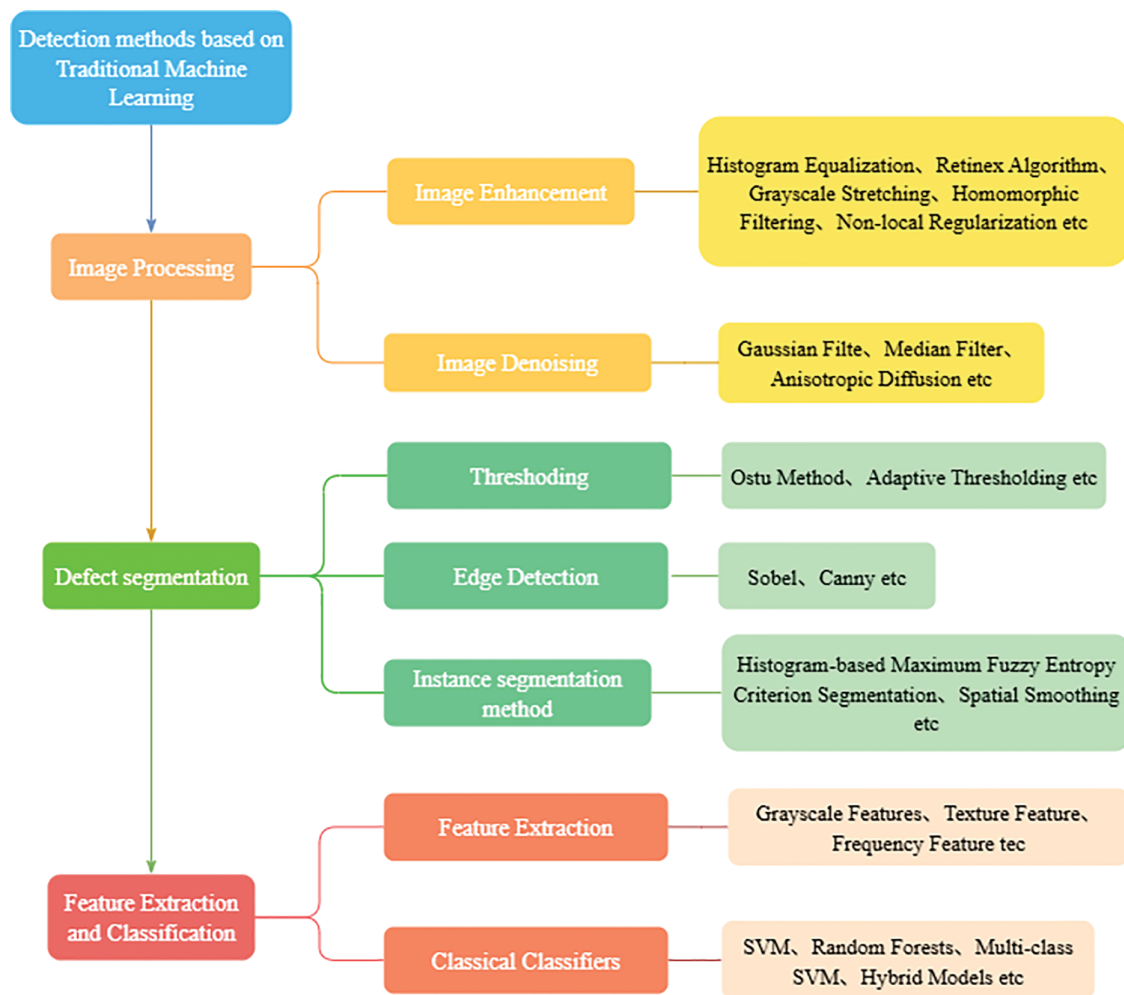 Detection methods based on
Traditional Machine
Learning
Image Processing
Image Enhancement
Histogram Equalization、Retinex Algorithm、
Grayscale Stretching、Homomorphic
Filtering、Non-local Regularization etc
Image Denoising
Gaussian Filte、Median Filter、
Anisotropic Diffusion etc
Defect segmentation
Threshoding
Ostu Method、Adaptive Thresholding etc
Edge Detection
Sobel、Canny etc
Instance segmentation
method
Histogram-based Maximum Fuzzy Entropy
Criterion Segmentation、Spatial Smoothing
etc
Feature Extraction
and Classification
Feature Extraction
Grayscale Features、Texture Feature、
Frequency Feature tec
Classical Classifiers
SVM、Random Forests、Multi-class
SVM、Hybrid Models etc